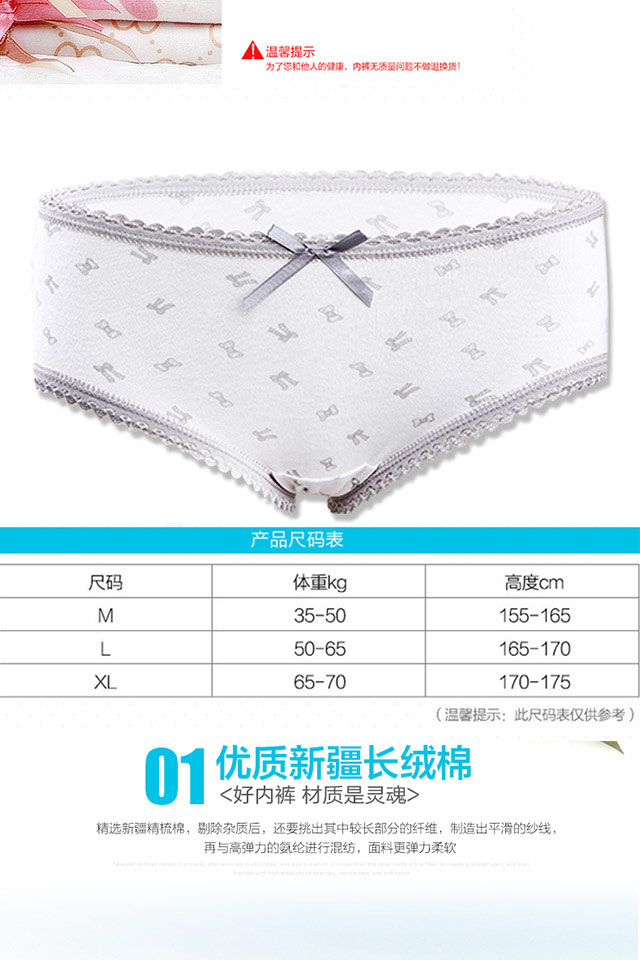 温馨提示
为了您和他人的健康，内裤无质量问题不做退换货！
产品尺码表
尺码 体重kg 高度cm
M 35-50 155-165
L 50-65 165-170
XL 65-70 170-175
（温馨提示：此尺码表仅供参考）
01 优质新疆长绒棉
<好内裤 材质是灵魂>
精选新疆精梳棉，剔除杂质后，还要挑出其中较长部分的纤维，制造出平滑的纱线，
再与高弹力的氨纶进行混纺，面料更弹力柔软